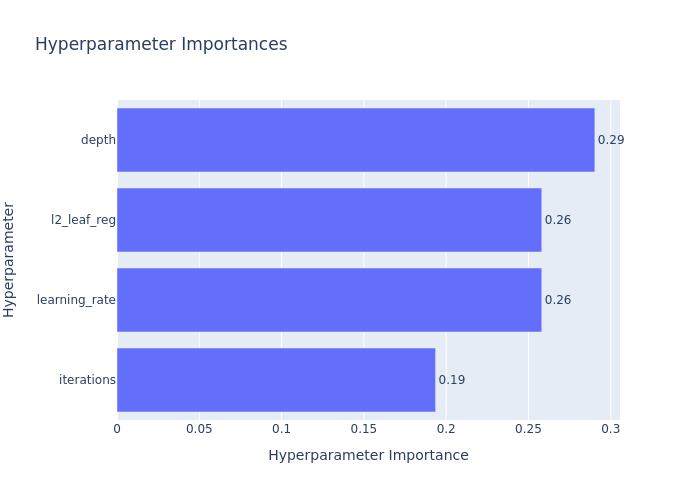 Hyperparameter Importances
Hyperparameter
depth
0.29
l2_leaf_reg
0.26
learning_rate
0.26
iterations
0.19
0
0.05
0.1
0.15
0.2
0.25
0.3
Hyperparameter Importance